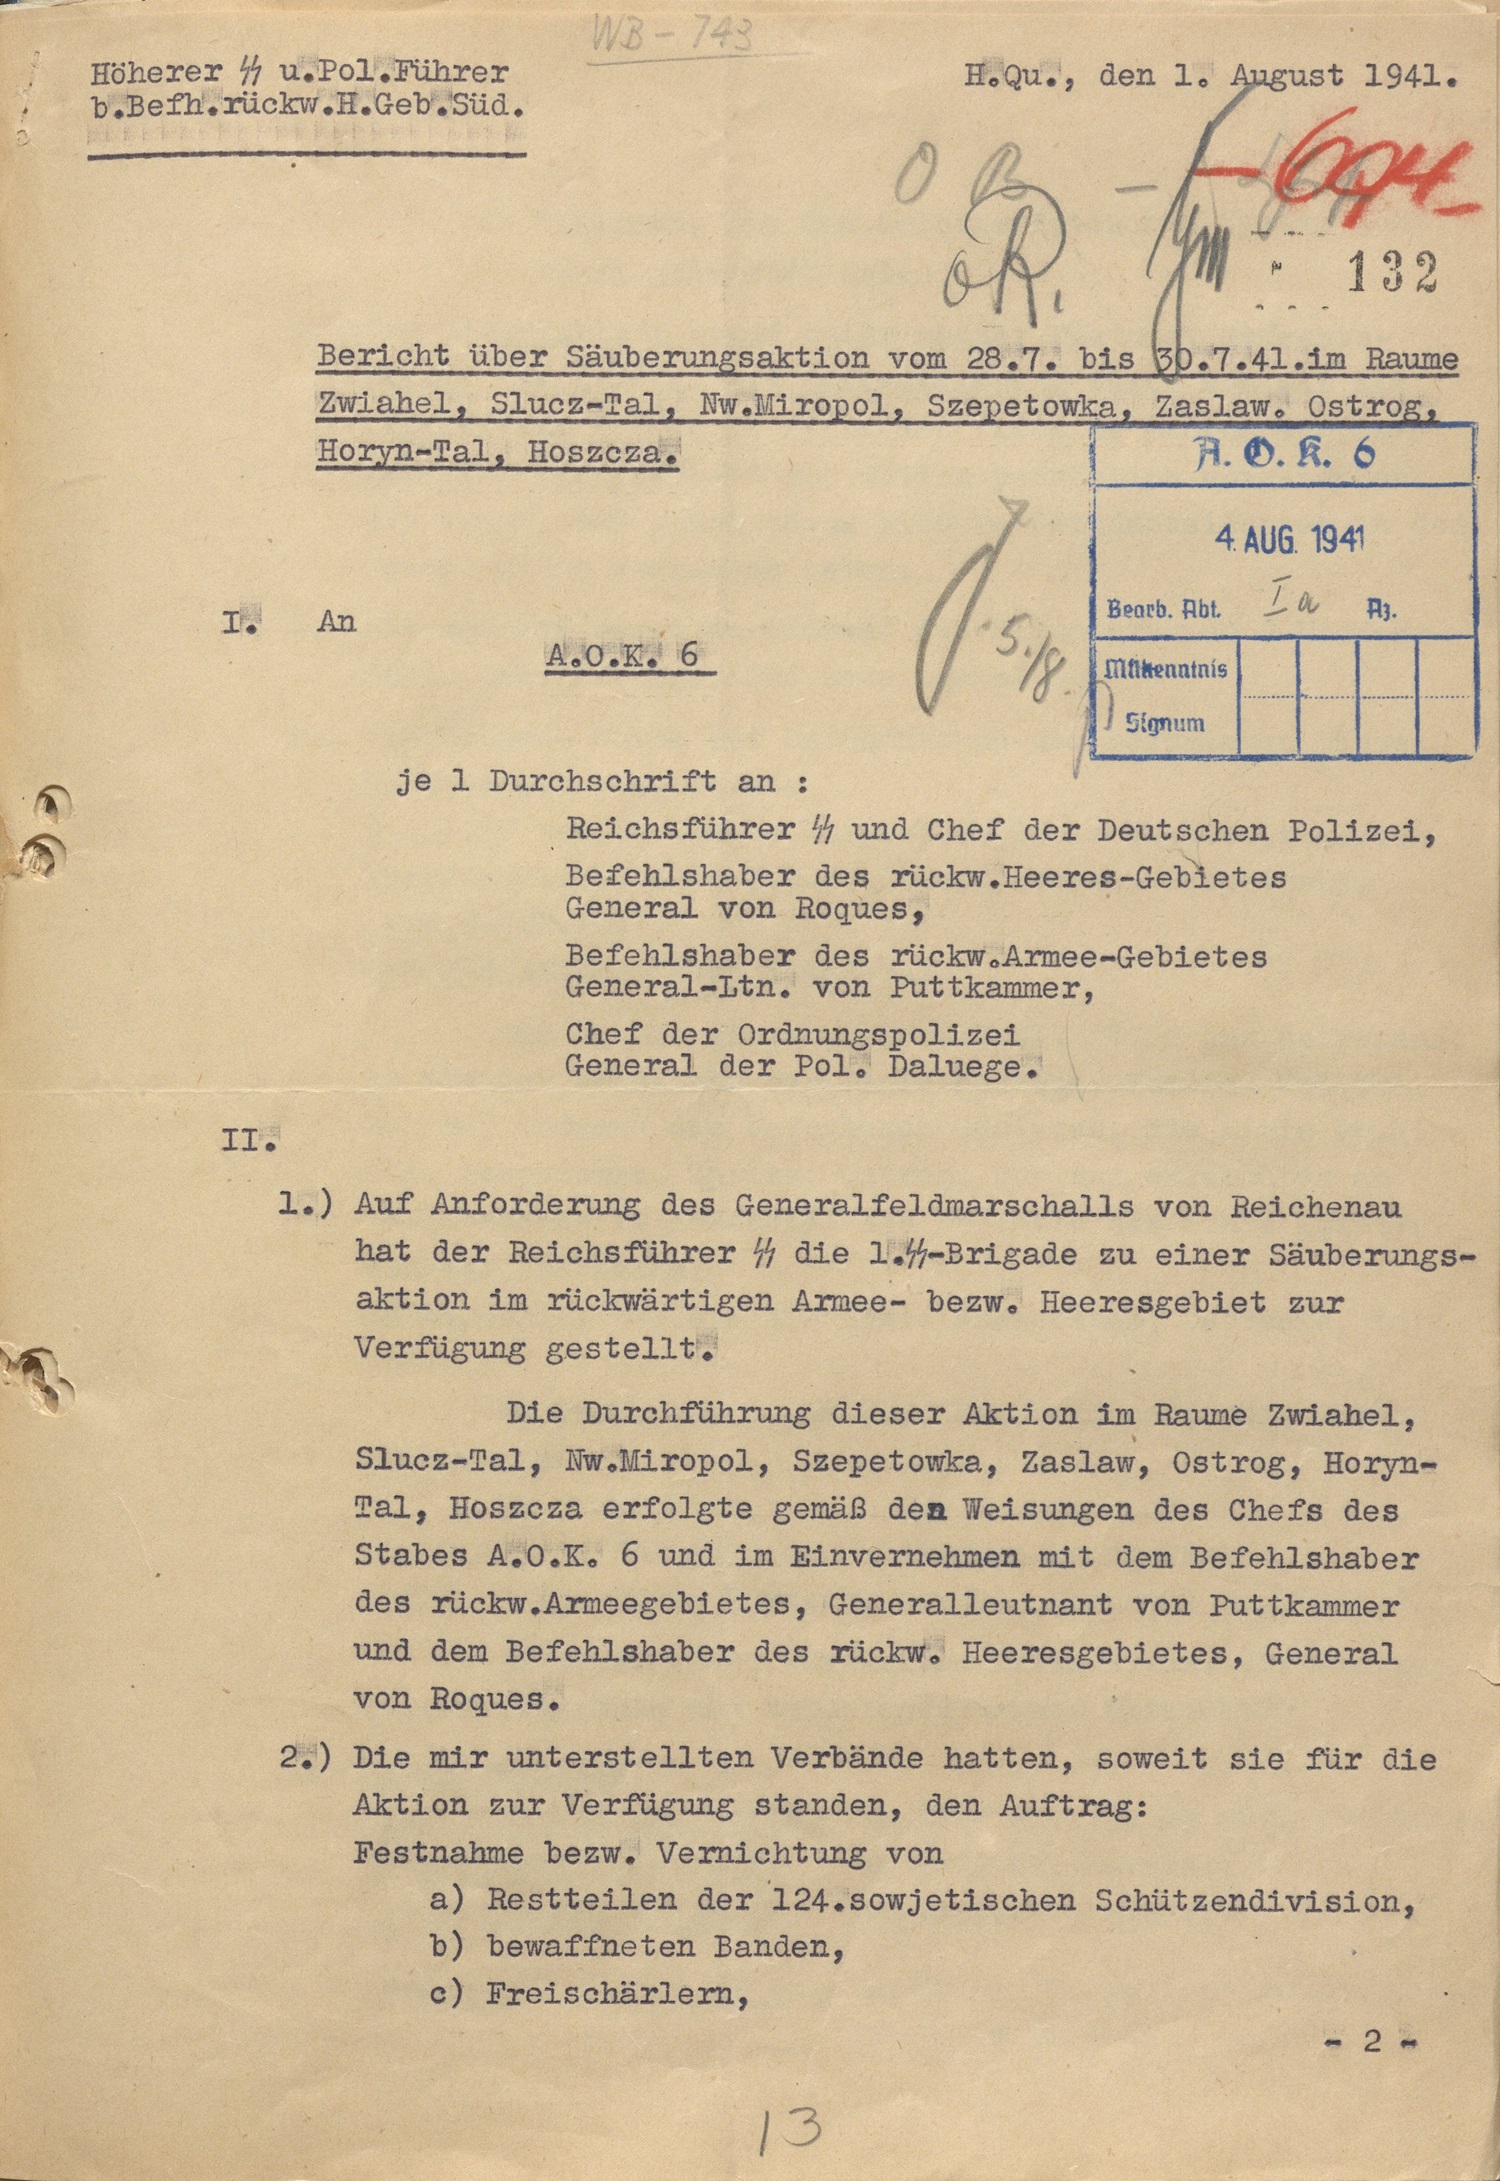 WB - 743
Höherer SS u.Pol.Führer
b.Befh.rückw.H.Geb.Süd.
H.Qu., den 1. August 1941.
O B -
-694-
132
Bericht über Säuberungsaktion vom 28.7. bis 30.7.41.im Raume
Zwiahel, Slucz-Tal, Nw.Miropol, Szepetowka, Zaslaw. Ostrog,
Horyn-Tal, Hoszcza.
A.O.K. 6
4. AUG. 1941
Bearb. Abt. Ia Az.
Mitkenntnis
Signum
5./8.
I. An
A.O.K. 6
je 1 Durchschrift an :
Reichsführer SS und Chef der Deutschen Polizei,
Befehlshaber des rückw.Heeres-Gebietes
General von Roques,
Befehlshaber des rückw.Armee-Gebietes
General-Ltn. von Puttkammer,
Chef der Ordnungspolizei
General der Pol. Daluege.
II.
1.) Auf Anforderung des Generalfeldmarschalls von Reichenau
hat der Reichsführer SS die 1.SS-Brigade zu einer Säuberungs-
aktion im rückwärtigen Armee- bezw. Heeresgebiet zur
Verfügung gestellt.
Die Durchführung dieser Aktion im Raume Zwiahel,
Slucz-Tal, Nw.Miropol, Szepetowka, Zaslaw, Ostrog, Horyn-
Tal, Hoszcza erfolgte gemäß den Weisungen des Chefs des
Stabes A.O.K. 6 und im Einvernehmen mit dem Befehlshaber
des rückw.Armeegebietes, Generalleutnant von Puttkammer
und dem Befehlshaber des rückw. Heeresgebietes, General
von Roques.
2.) Die mir unterstellten Verbände hatten, soweit sie für die
Aktion zur Verfügung standen, den Auftrag:
Festnahme bezw. Vernichtung von
a) Restteilen der 124.sowjetischen Schützendivision,
b) bewaffneten Banden,
c) Freischärlern,
- 2 -
13